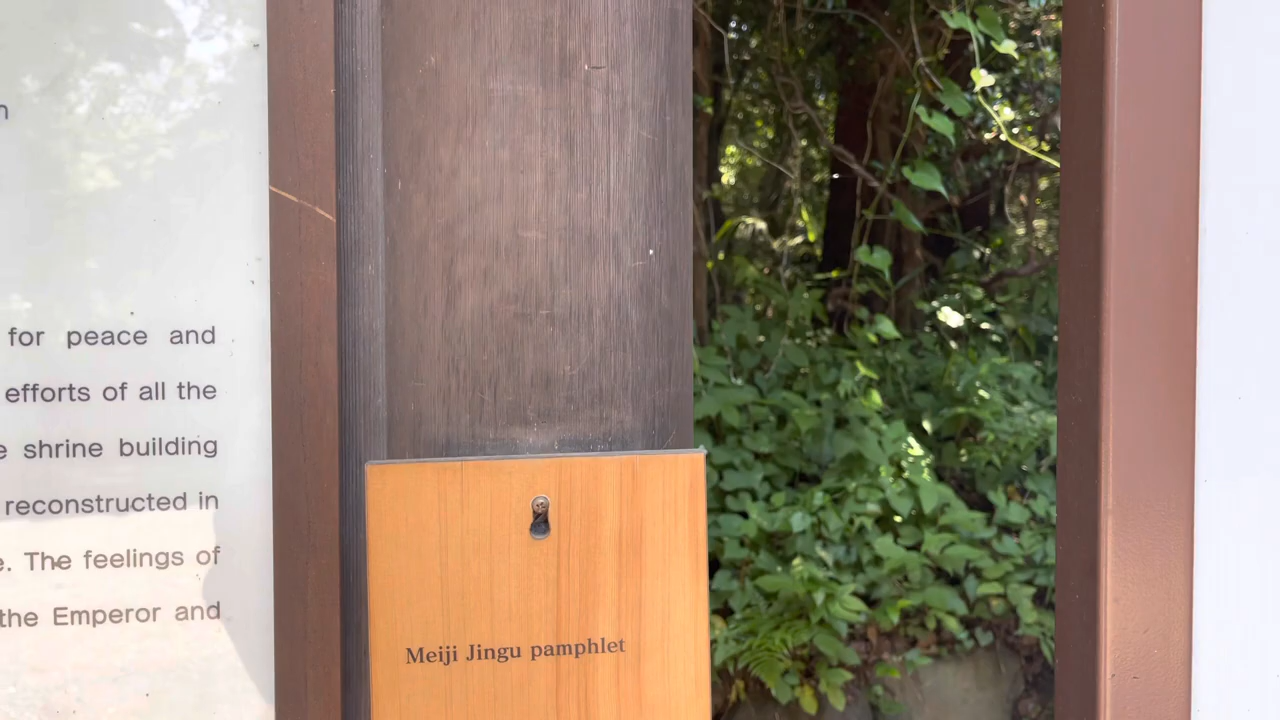 for peace and
efforts of all the
shrine building
reconstructed in
The feelings of
the Emperor and
Meiji Jingu pamphlet